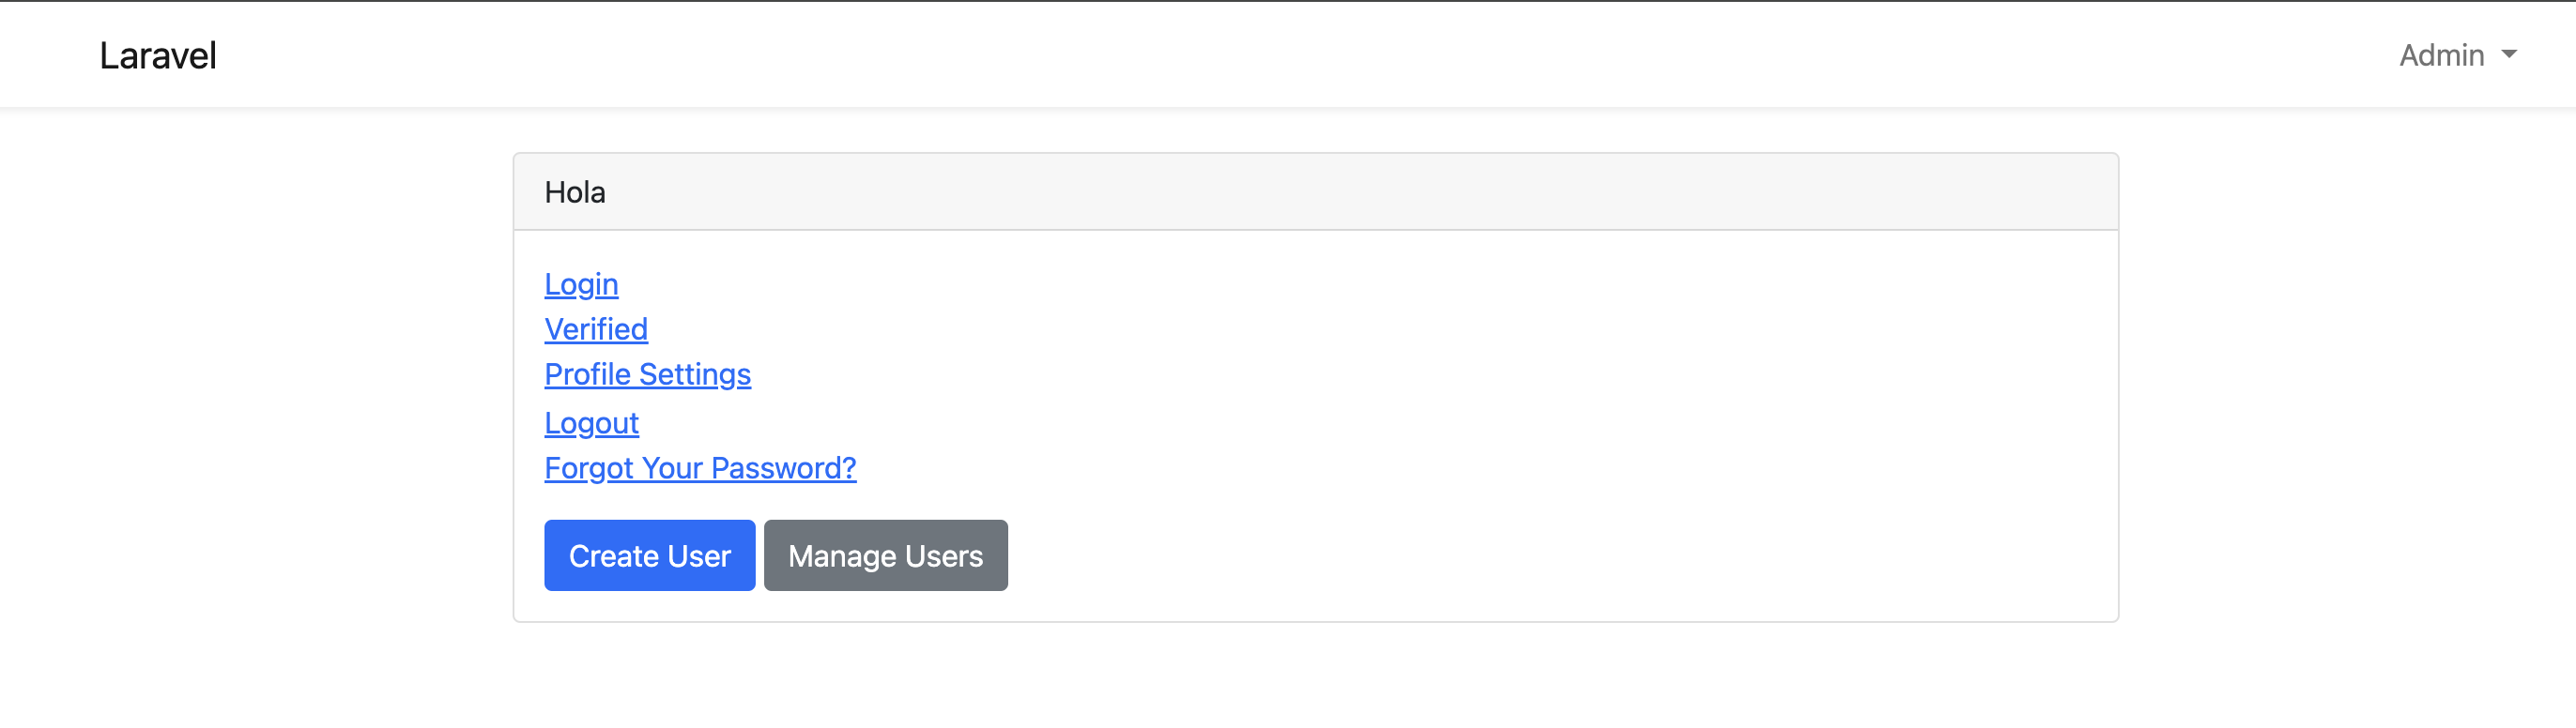 Laravel
Admin
Hola
Login
Verified
Profile Settings
Logout
Forgot Your Password?
Create User Manage Users